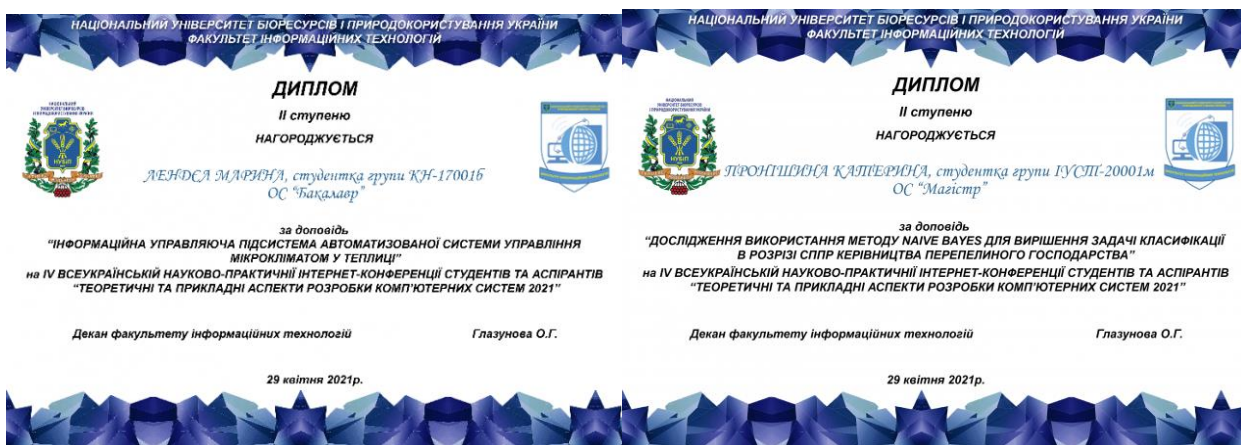 НАЦІОНАЛЬНИЙ УНІВЕРСИТЕТ БІОРЕСУРСІВ І ПРИРОДОКОРИСТУВАННЯ УКРАЇНИ
ФАКУЛЬТЕТ ІНФОРМАЦІЙНИХ ТЕХНОЛОГІЙ
ДИПЛОМ
ІІ ступеню
НАГОРОДЖУЄТЬСЯ
НУБІП
ЛЕНДЄЛ МАРИНА, студентка групи КН-17001б
ОС "Бакалавр"
за доповідь
"ІНФОРМАЦІЙНА УПРАВЛЯЮЧА ПІДСИСТЕМА АВТОМАТИЗОВАНОЇ СИСТЕМИ УПРАВЛІННЯ
МІКРОКЛІМАТОМ У ТЕПЛИЦІ"
на IV ВСЕУКРАЇНСЬКІЙ НАУКОВО-ПРАКТИЧНІЇ ІНТЕРНЕТ-КОНФЕРЕНЦІЇ СТУДЕНТІВ ТА АСПІРАНТІВ
"ТЕОРЕТИЧНІ ТА ПРИКЛАДНІ АСПЕКТИ РОЗРОБКИ КОМП'ЮТЕРНИХ СИСТЕМ 2021"
Декан факультету інформаційних технологій Глазунова О.Г.
29 квітня 2021р.
НАЦІОНАЛЬНИЙ УНІВЕРСИТЕТ БІОРЕСУРСІВ І ПРИРОДОКОРИСТУВАННЯ УКРАЇНИ
ФАКУЛЬТЕТ ІНФОРМАЦІЙНИХ ТЕХНОЛОГІЙ
ДИПЛОМ
ІІ ступеню
НАГОРОДЖУЄТЬСЯ
НУБІП
ПРОНІШИНА КАТЕРИНА, студентка групи ІУСТ-20001м
ОС "Магістр"
за доповідь
"ДОСЛІДЖЕННЯ ВИКОРИСТАННЯ МЕТОДУ NAIVE BAYES ДЛЯ ВИРІШЕННЯ ЗАДАЧІ КЛАСИФІКАЦІЇ
В РОЗРІЗІ СППР КЕРІВНИЦТВА ПЕРЕПЕЛИНОГО ГОСПОДАРСТВА"
на IV ВСЕУКРАЇНСЬКІЙ НАУКОВО-ПРАКТИЧНІЇ ІНТЕРНЕТ-КОНФЕРЕНЦІЇ СТУДЕНТІВ ТА АСПІРАНТІВ
"ТЕОРЕТИЧНІ ТА ПРИКЛАДНІ АСПЕКТИ РОЗРОБКИ КОМП'ЮТЕРНИХ СИСТЕМ 2021"
Декан факультету інформаційних технологій Глазунова О.Г.
29 квітня 2021р.